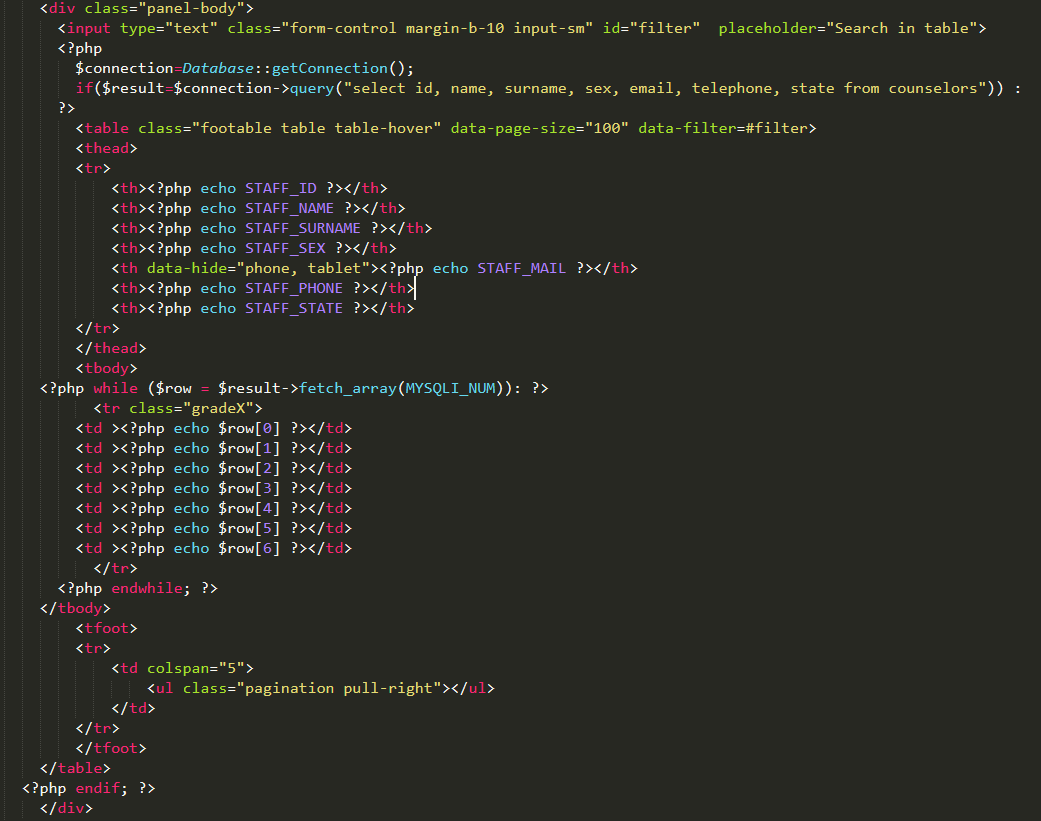 <div class="panel-body">
<input type="text" class="form-control margin-b-10 input-sm" id="filter"  placeholder="Search in table">
<?php
$connection=Database::getConnection();
if($result=$connection->query("select id, name, surname, sex, email, telephone, state from counselors")) :
?>
<table class="footable table table-hover" data-page-size="100" data-filter=#filter>
<thead>
<tr>
<th><?php echo STAFF_ID ?></th>
<th><?php echo STAFF_NAME ?></th>
<th><?php echo STAFF_SURNAME ?></th>
<th><?php echo STAFF_SEX ?></th>
<th data-hide="phone, tablet"><?php echo STAFF_MAIL ?></th>
<th><?php echo STAFF_PHONE ?></th>
<th><?php echo STAFF_STATE ?></th>
</tr>
</thead>
<tbody>
<?php while ($row = $result->fetch_array(MYSQLI_NUM)): ?>
<tr class="gradeX">
<td ><?php echo $row[0] ?></td>
<td ><?php echo $row[1] ?></td>
<td ><?php echo $row[2] ?></td>
<td ><?php echo $row[3] ?></td>
<td ><?php echo $row[4] ?></td>
<td ><?php echo $row[5] ?></td>
<td ><?php echo $row[6] ?></td>
</tr>
<?php endwhile; ?>
</tbody>
<tfoot>
<tr>
<td colspan="5">
<ul class="pagination pull-right"></ul>
</td>
</tr>
</tfoot>
</table>
<?php endif; ?>
</div>